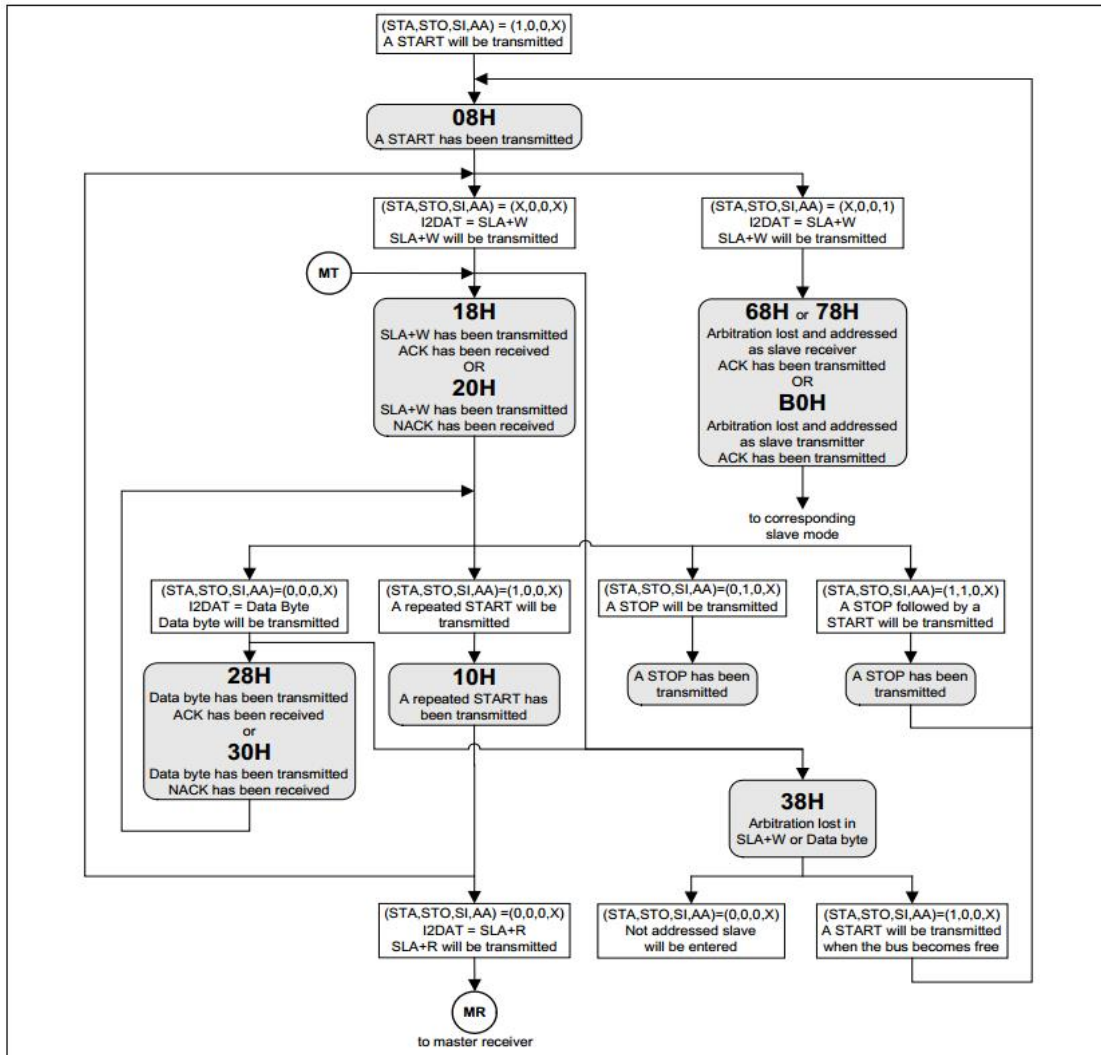 (STA,STO,SI,AA) = (1,0,0,X)
A START will be transmitted
08H
A START has been transmitted
(STA,STO,SI,AA) = (X,0,0,X)
I2DAT = SLA+W
SLA+W will be transmitted
(STA,STO,SI,AA) = (X,0,0,1)
I2DAT = SLA+W
SLA+W will be transmitted
MT
18H
SLA+W has been transmitted
ACK has been received
OR
20H
SLA+W has been transmitted
NACK has been received
68H or 78H
Arbitration lost and addressed
as slave receiver
ACK has been transmitted
OR
B0H
Arbitration lost and addressed
as slave transmitter
ACK has been transmitted
to corresponding
slave mode
(STA,STO,SI,AA)=(0,0,0,X)
I2DAT = Data Byte
Data byte will be transmitted
(STA,STO,SI,AA)=(1,0,0,X)
A repeated START will be
transmitted
(STA,STO,SI,AA)=(0,1,0,X)
A STOP will be transmitted
(STA,STO,SI,AA)=(1,1,0,X)
A STOP followed by a
START will be transmitted
28H
Data byte has been transmitted
ACK has been received
or
30H
Data byte has been transmitted
NACK has been received
10H
A repeated START has
been transmitted
A STOP has been
transmitted
A STOP has been
transmitted
38H
Arbitration lost in
SLA+W or Data byte
(STA,STO,SI,AA) =(0,0,0,X)
I2DAT = SLA+R
SLA+R will be transmitted
(STA,STO,SI,AA)=(0,0,0,X)
Not addressed slave
will be entered
(STA,STO,SI,AA)=(1,0,0,X)
A START will be transmitted
when the bus becomes free
MR
to master receiver